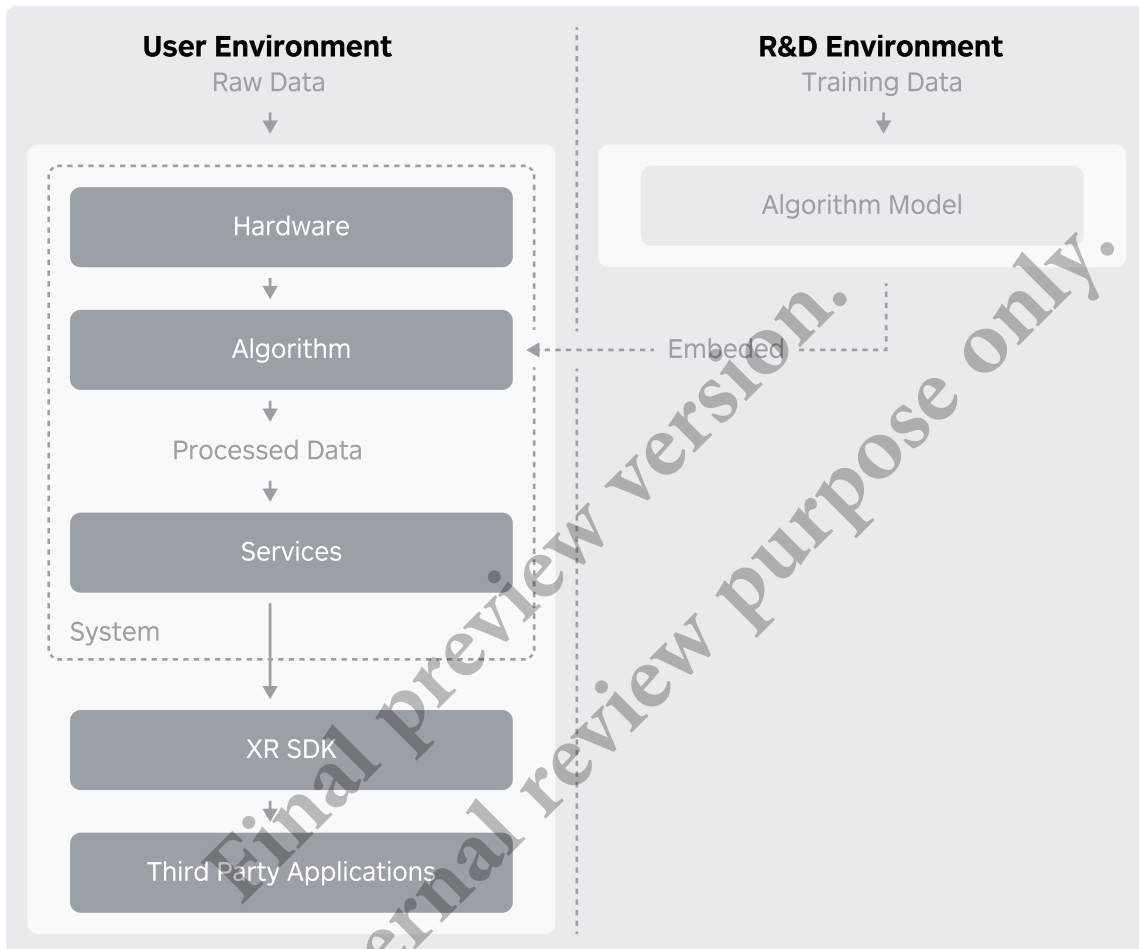 User Environment
Raw Data
Hardware
Algorithm
Processed Data
Services
System
XR SDK
Third Party Applications
R&D Environment
Training Data
Algorithm Model
Embeded
Final preview version.
review purpose only.